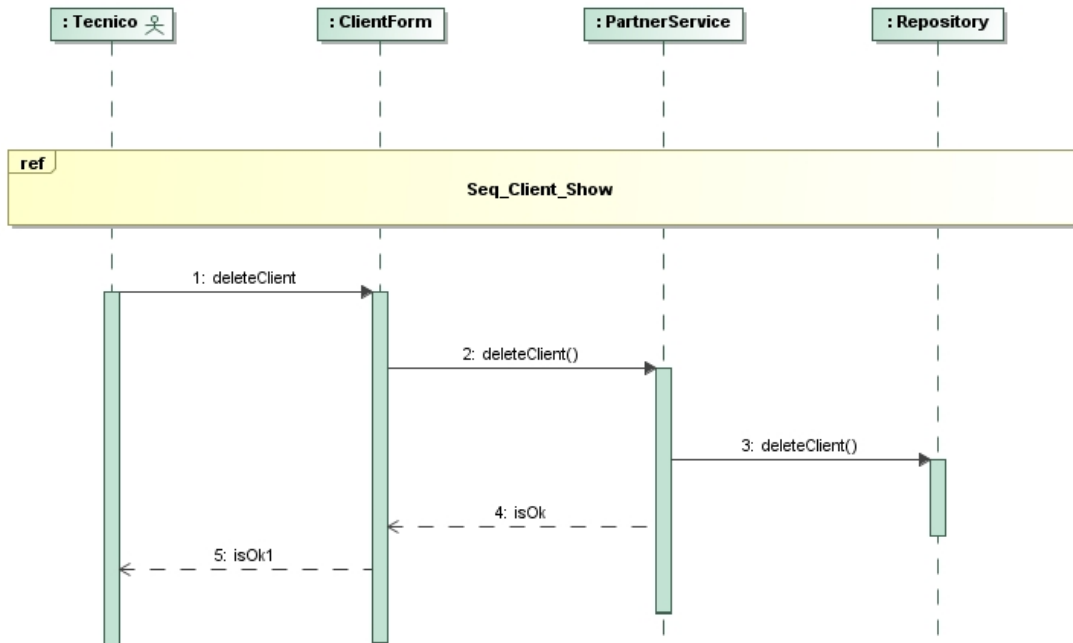 : Tecnico
: ClientForm
: PartnerService
: Repository
ref
Seq_Client_Show
1: deleteClient
2: deleteClient()
3: deleteClient()
4: isOk
5: isOk1